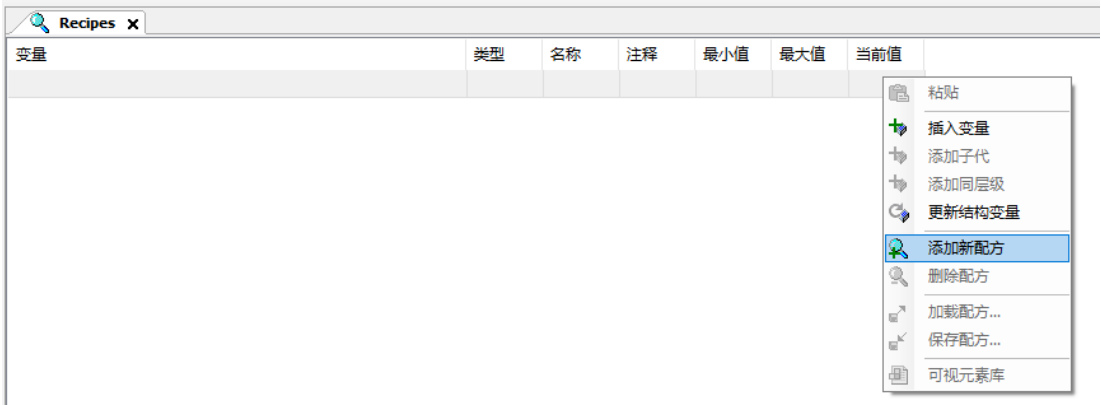 Recipes
变量 类型 名称 注释 最小值 最大值 当前值
粘贴
插入变量
添加子代
添加同层级
更新结构变量
添加新配方
删除配方
加载配方...
保存配方...
可视元素库